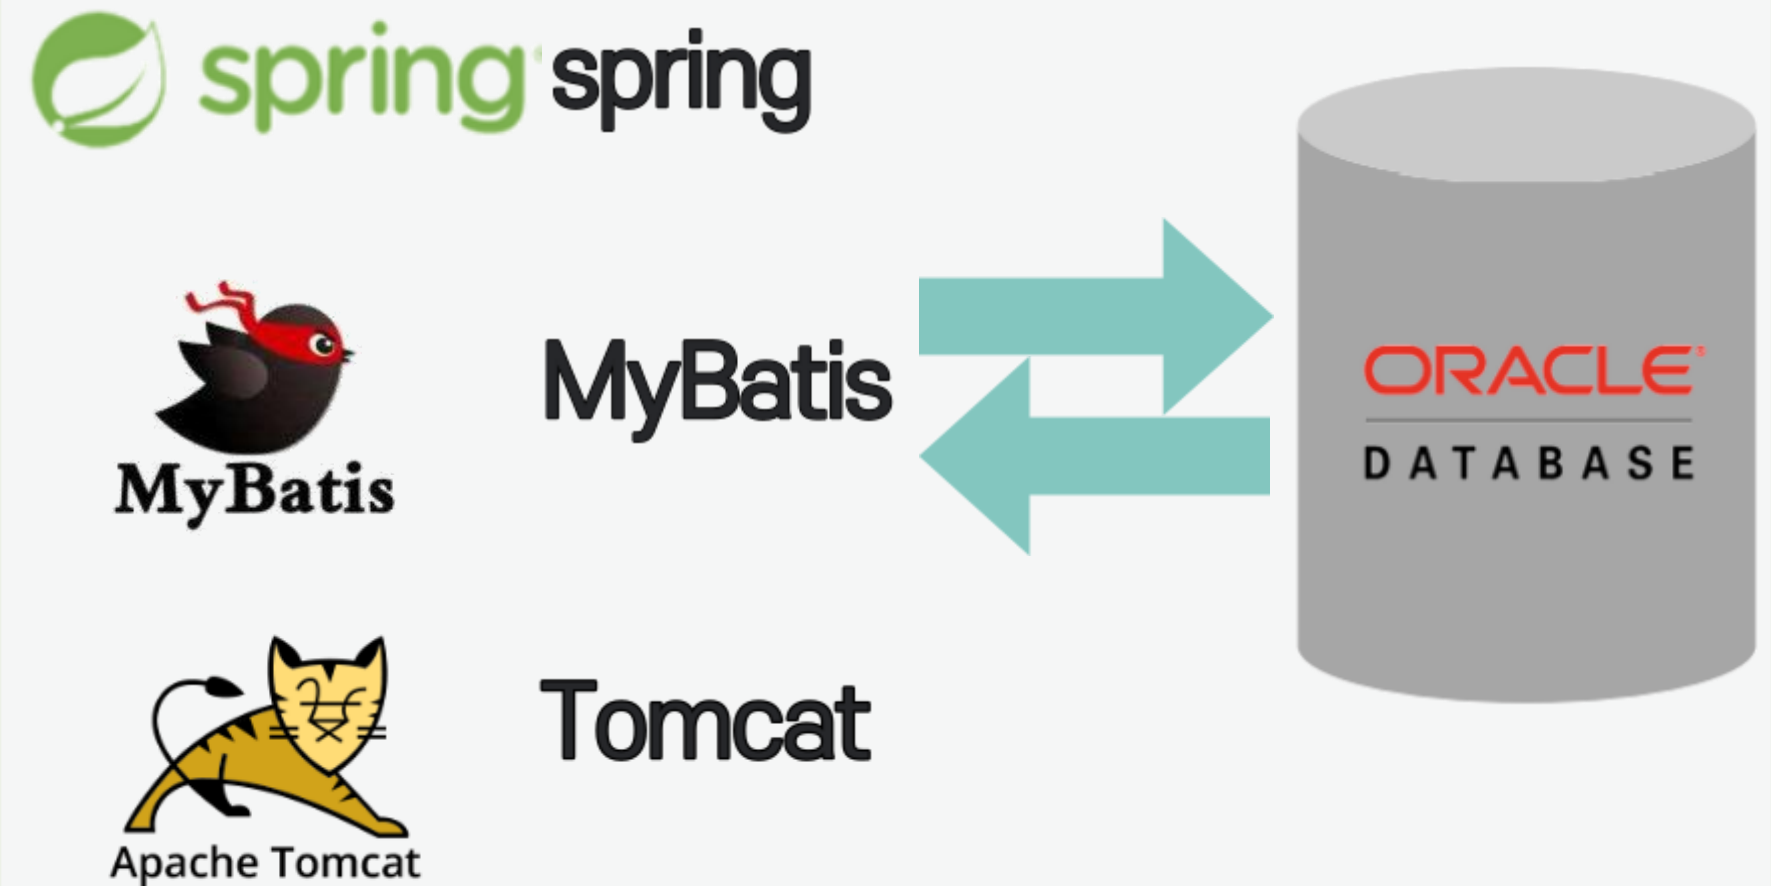 spring spring
MyBatis
MyBatis
ORACLE
DATABASE
Tomcat
Apache Tomcat